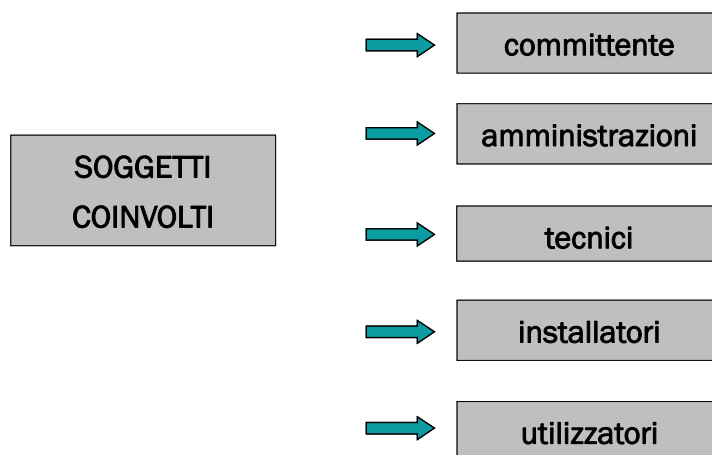 SOGGETTI
COINVOLTI
committente
amministrazioni
tecnici
installatori
utilizzatori